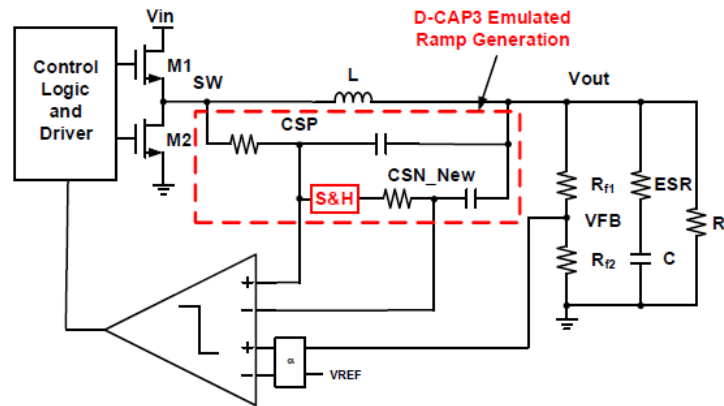 D-CAP3 Emulated
Ramp Generation
Vin
Control
Logic
and
Driver
M1
M2
SW
L
Vout
CSP
CSN_New
S&H
Rf1
VFB
Rf2
ESR
C
R
+
−
+
−
α
VREF